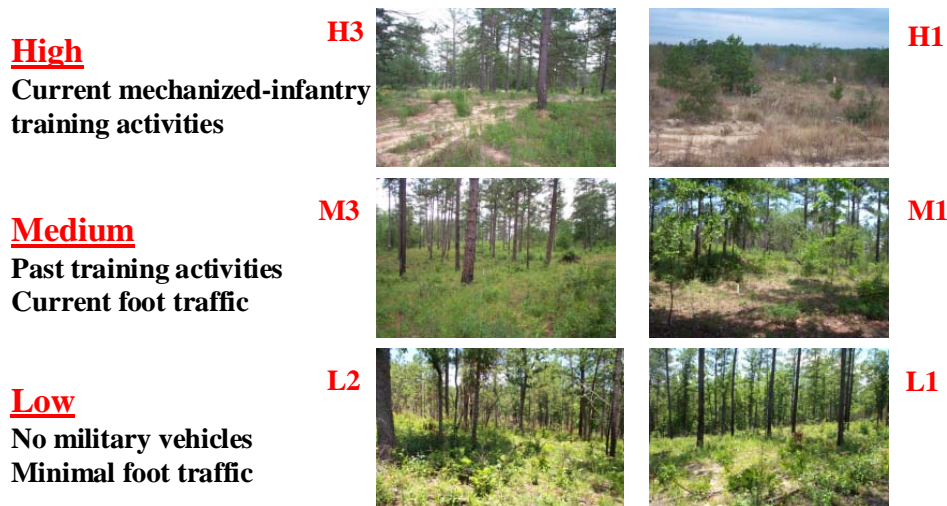 High
Current mechanized-infantry
training activities
H3
H1
Medium
Past training activities
Current foot traffic
M3
M1
Low
No military vehicles
Minimal foot traffic
L2
L1